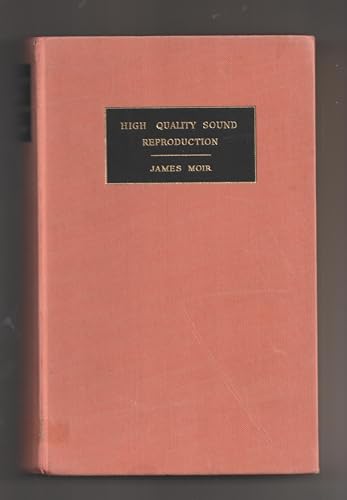 HIGH QUALITY SOUND
REPRODUCTION
JAMES MOIR